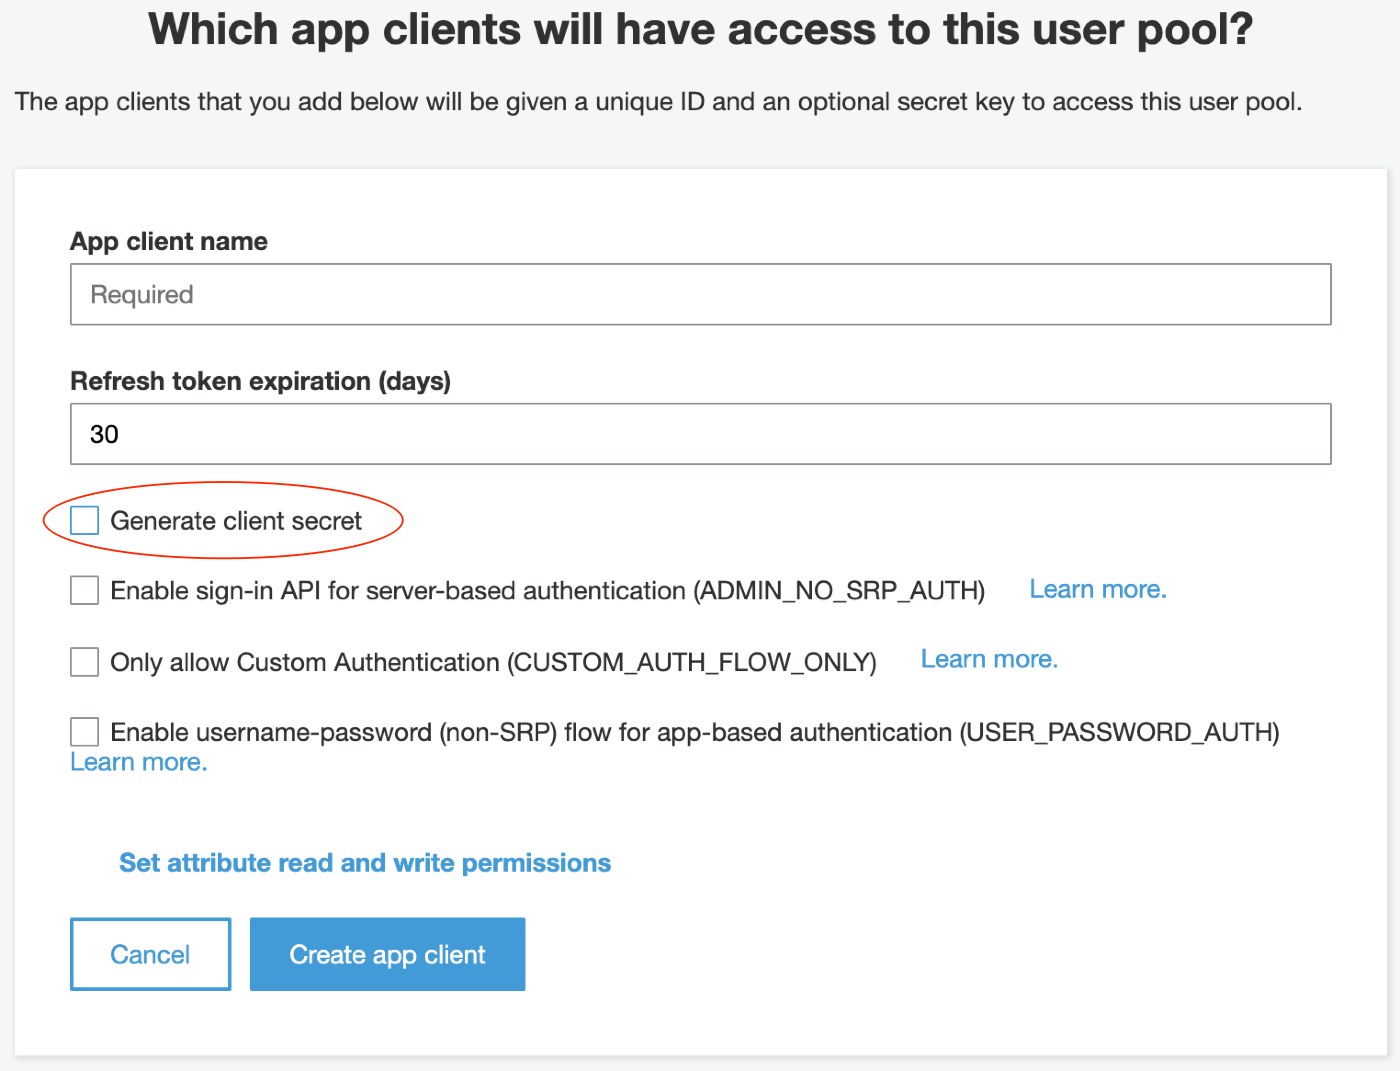 Which app clients will have access to this user pool?
The app clients that you add below will be given a unique ID and an optional secret key to access this user pool.
App client name
Required
Refresh token expiration (days)
30
Generate client secret
Enable sign-in API for server-based authentication (ADMIN_NO_SRP_AUTH) Learn more.
Only allow Custom Authentication (CUSTOM_AUTH_FLOW_ONLY) Learn more.
Enable username-password (non-SRP) flow for app-based authentication (USER_PASSWORD_AUTH)
Learn more.
Set attribute read and write permissions
Cancel Create app client